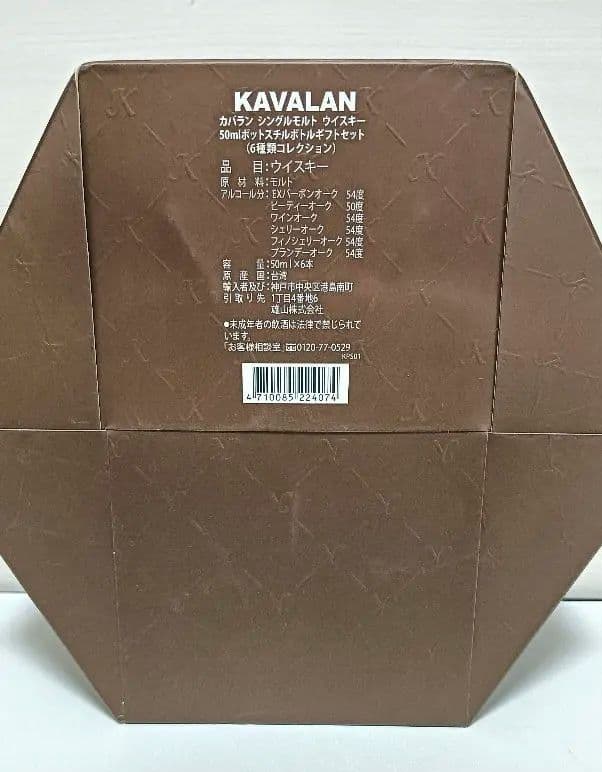 KAVALAN
カバラン シングルモルト ウイスキー
50mlポットスチルボトルギフトセット
(6種類コレクション)
品 目:ウイスキー
原 材 料:モルト
アルコール分:EXバーボンオーク 54度
ピーティーオーク 50度
ワインオーク 54度
シェリーオーク 54度
フィノシェリーオーク 54度
ブランデーオーク 54度
容 量:50ml×6本
原 産 国:台湾
輸入者及び:神戸市中央区港島南町
引取り先 1丁目4番地6
雄山株式会社
●未成年者の飲酒は法律で禁じられて
います。
「お客様相談室」0120-77-0529
KPS01
4 710085 224074